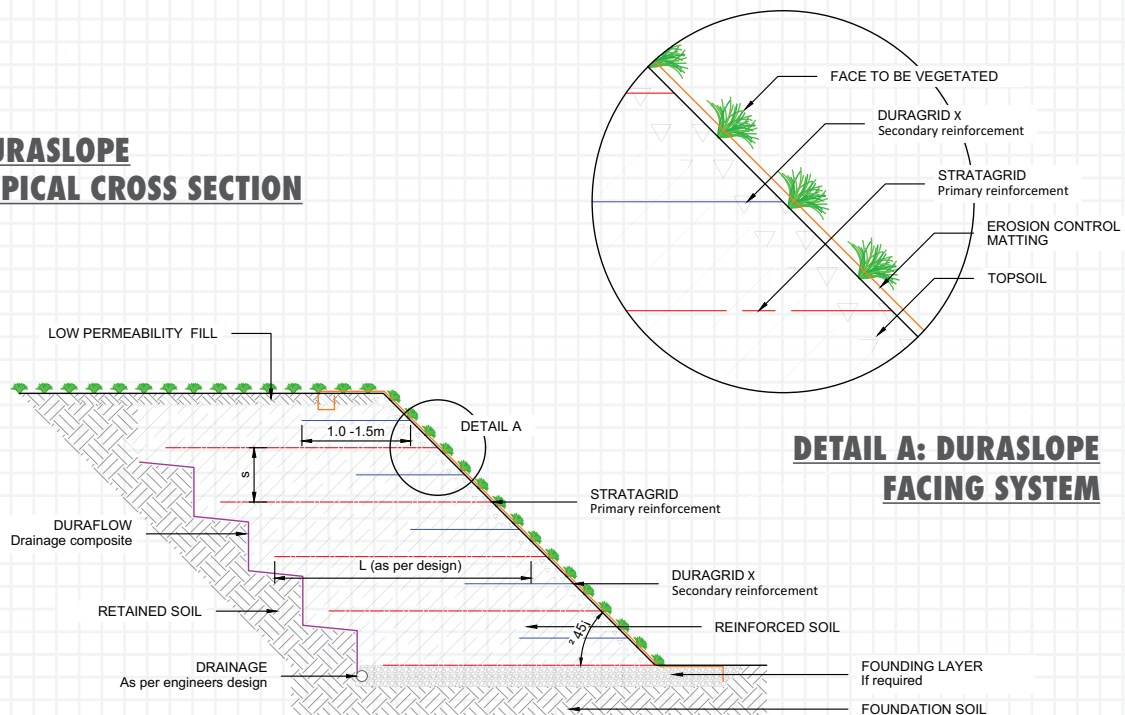 URASLOPE
PICAL CROSS SECTION
FACE TO BE VEGETATED
DURAGRID X
Secondary reinforcement
STRATAGRID
Primary reinforcement
EROSION CONTROL
MATTING
TOPSOIL
LOW PERMEABILITY FILL
1.0 -1.5m
DETAIL A
s
DETAIL A: DURASLOPE
FACING SYSTEM
STRATAGRID
Primary reinforcement
DURAFLOW
Drainage composite
L (as per design)
DURAGRID X
Secondary reinforcement
RETAINED SOIL
REINFORCED SOIL
² 45¡
DRAINAGE
As per engineers design
FOUNDING LAYER
If required
FOUNDATION SOIL